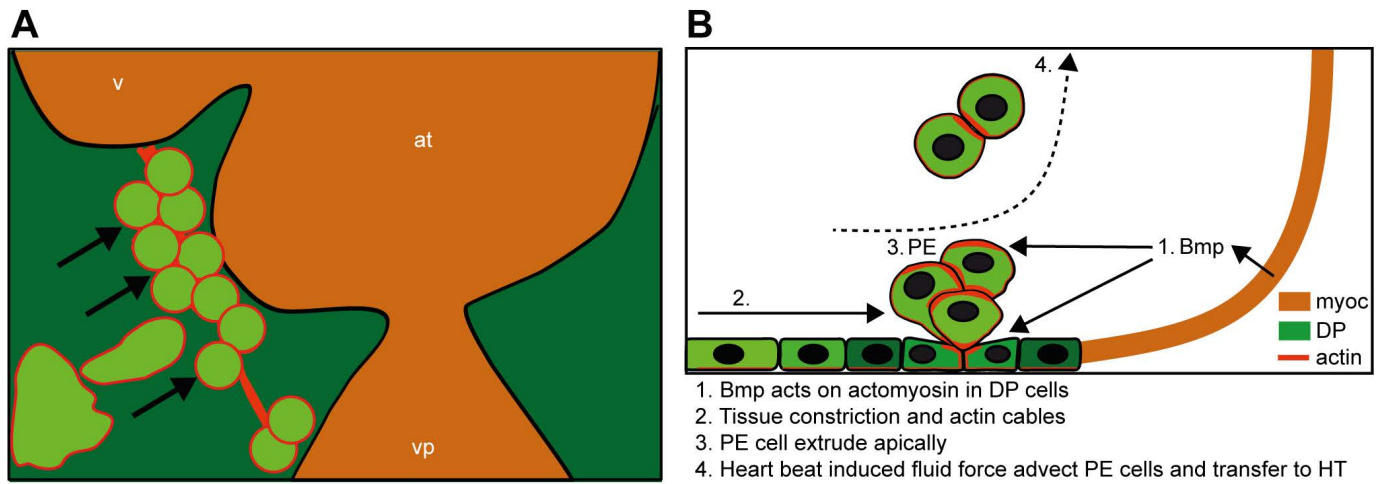 A
v
at
vp
B
4.
3. PE
1. Bmp
2.
myoc
DP
actin
1. Bmp acts on actomyosin in DP cells
2. Tissue constriction and actin cables
3. PE cell extrude apically
4. Heart beat induced fluid force advect PE cells and transfer to HT